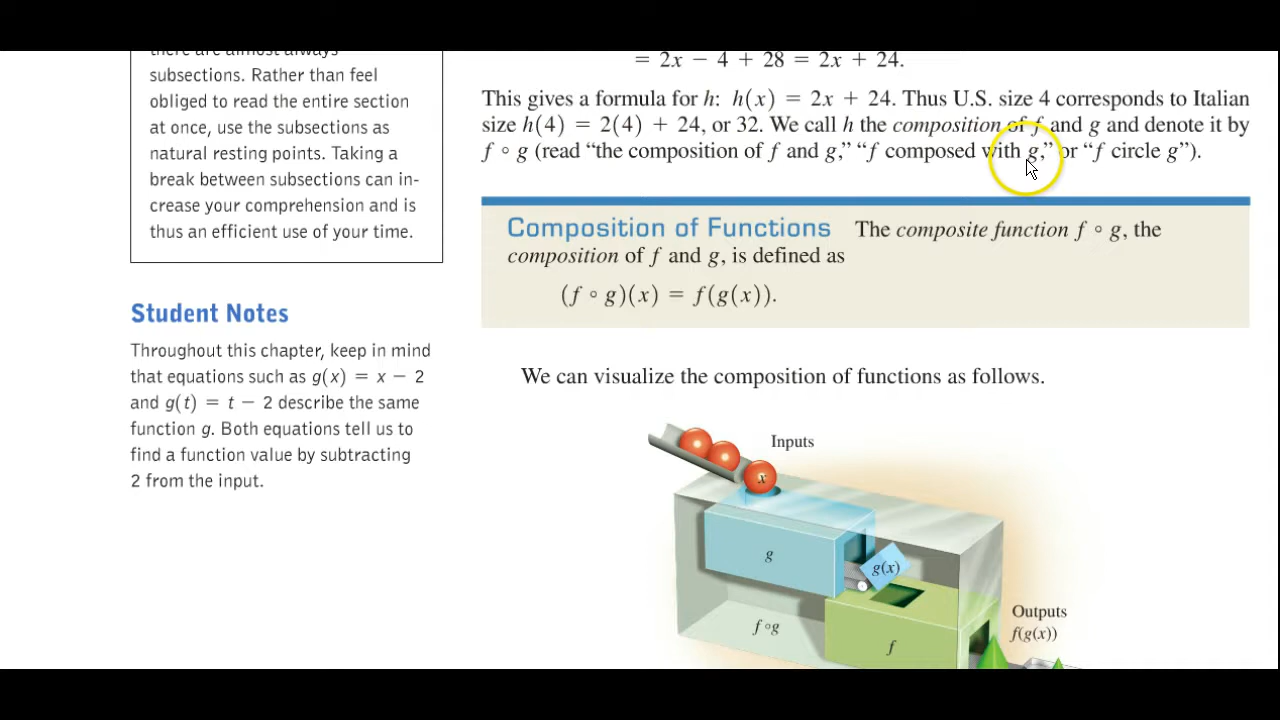 there are almost always
subsections. Rather than feel
obliged to read the entire section
at once, use the subsections as
natural resting points. Taking a
break between subsections can in-
crease your comprehension and is
thus an efficient use of your time.
Student Notes
Throughout this chapter, keep in mind
that equations such as g(x) = x − 2
and g(t) = t − 2 describe the same
function g. Both equations tell us to
find a function value by subtracting
2 from the input.
= 2x − 4 + 28 = 2x + 24.
This gives a formula for h: h(x) = 2x + 24. Thus U.S. size 4 corresponds to Italian
size h(4) = 2(4) + 24, or 32. We call h the composition of f and g and denote it by
f ∘ g (read “the composition of f and g,” “f composed with g,” or “f circle g”).
Composition of Functions The composite function f ∘ g, the
composition of f and g, is defined as
(f ∘ g)(x) = f(g(x)).
We can visualize the composition of functions as follows.
Inputs
x
g
g(x)
f∘g
f
Outputs
f(g(x))